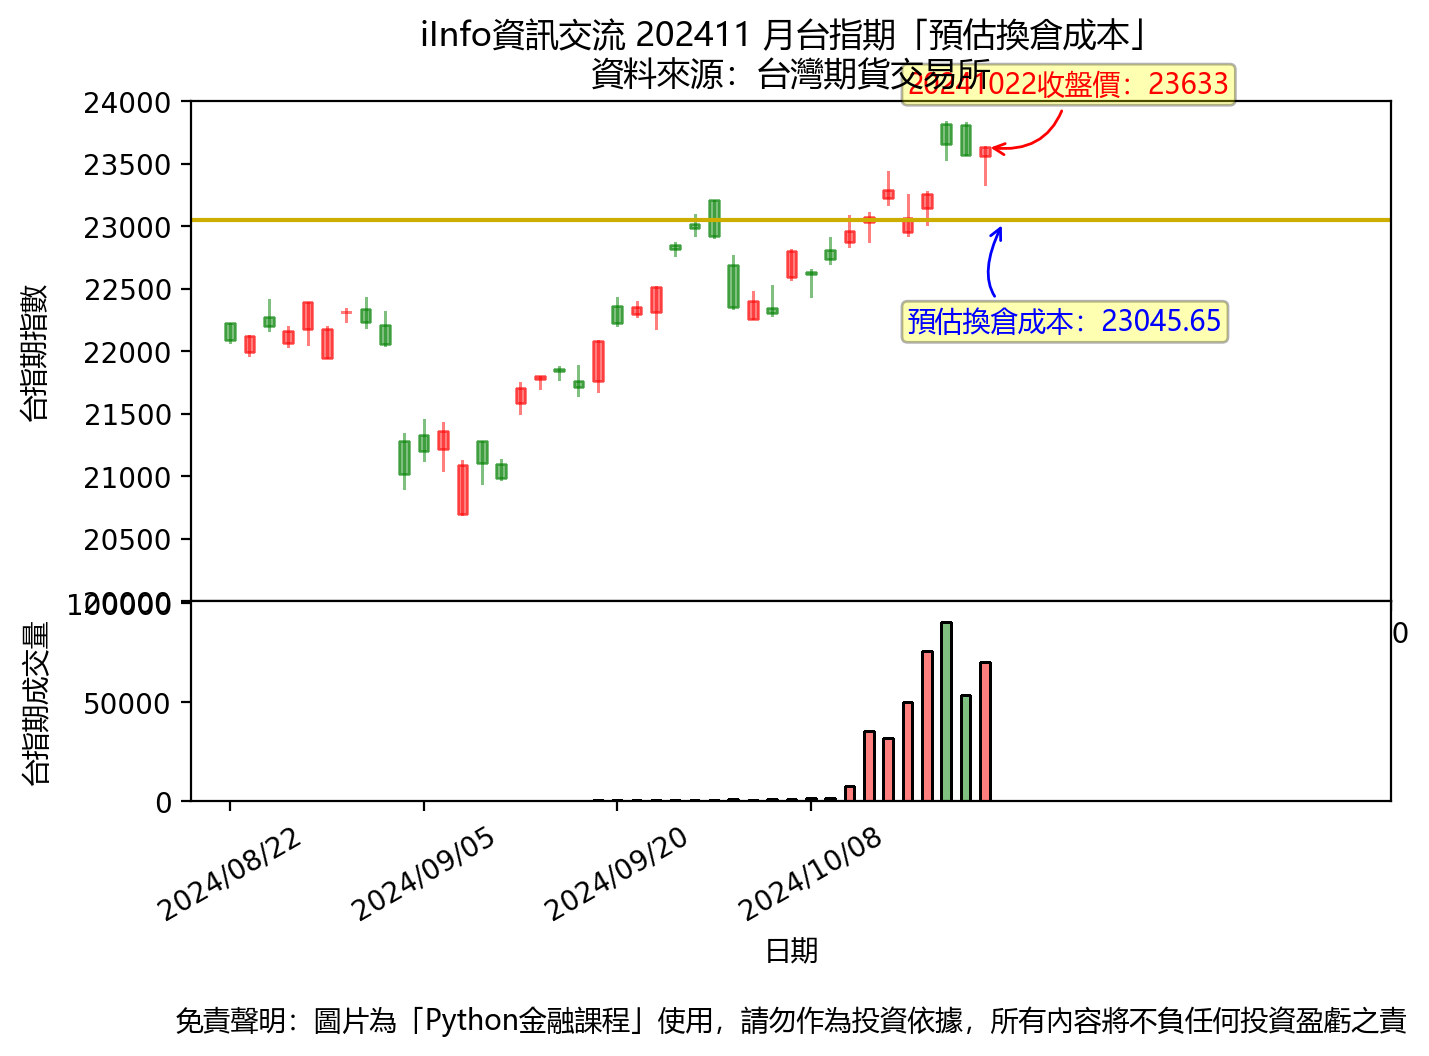 iInfo資訊交流 202411 月台指期「預估換倉成本」
資料來源：台灣期貨交易所
20241022收盤價：23633
24000
23500
23000
22500
22000
21500
21000
20500
20000
台指期指數
預估換倉成本：23045.65
100000
50000
0
台指期成交量
0
2024/08/22
2024/09/05
2024/09/20
2024/10/08
日期
免責聲明：圖片為「Python金融課程」使用，請勿作為投資依據，所有內容將不負任何投資盈虧之責